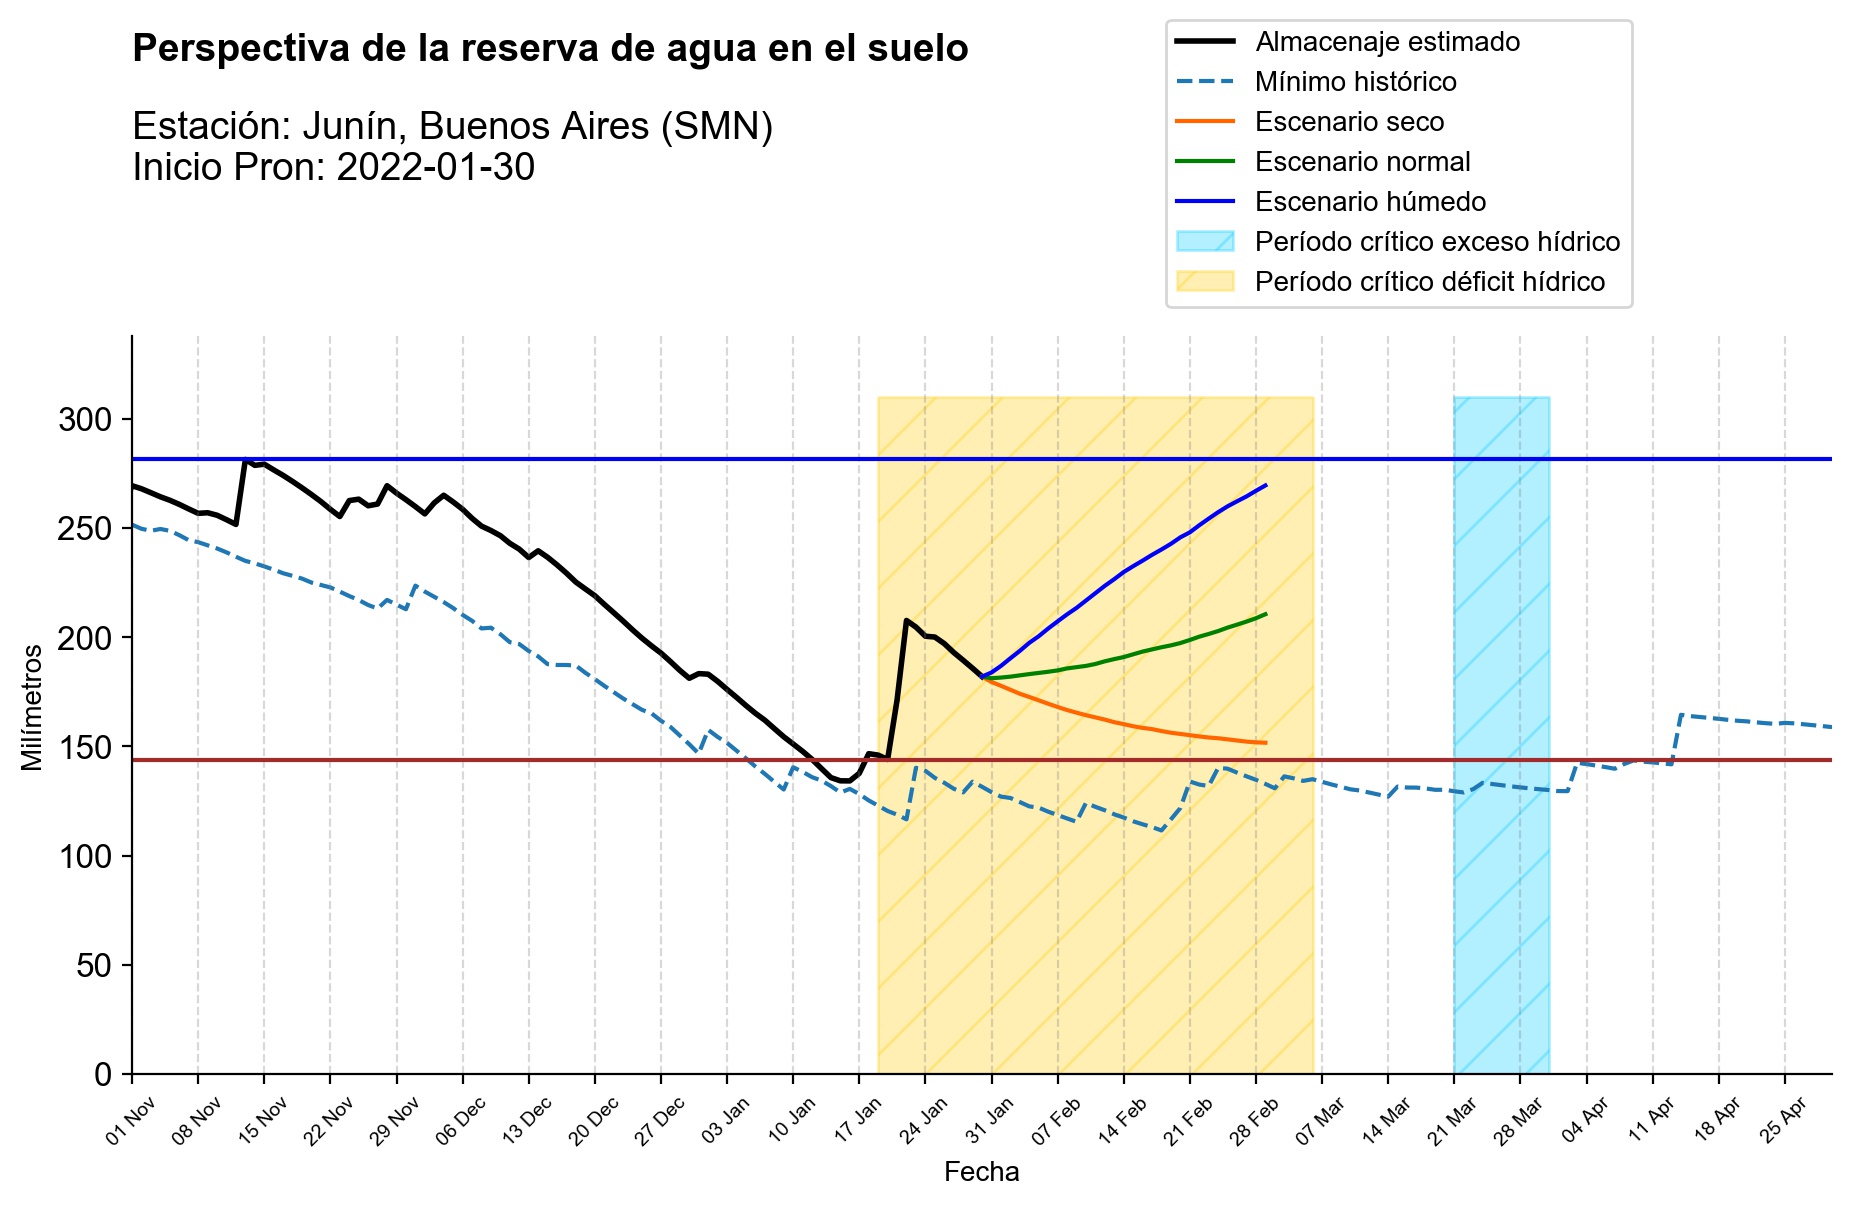 Perspectiva de la reserva de agua en el suelo
Estación: Junín, Buenos Aires (SMN)
Inicio Pron: 2022-01-30
Almacenaje estimado
Mínimo histórico
Escenario seco
Escenario normal
Escenario húmedo
Período crítico exceso hídrico
Período crítico déficit hídrico
Milímetros
300
250
200
150
100
50
0
01 Nov
08 Nov
15 Nov
22 Nov
29 Nov
06 Dec
13 Dec
20 Dec
27 Dec
03 Jan
10 Jan
17 Jan
24 Jan
31 Jan
07 Feb
14 Feb
21 Feb
28 Feb
07 Mar
14 Mar
21 Mar
28 Mar
04 Apr
11 Apr
18 Apr
25 Apr
Fecha